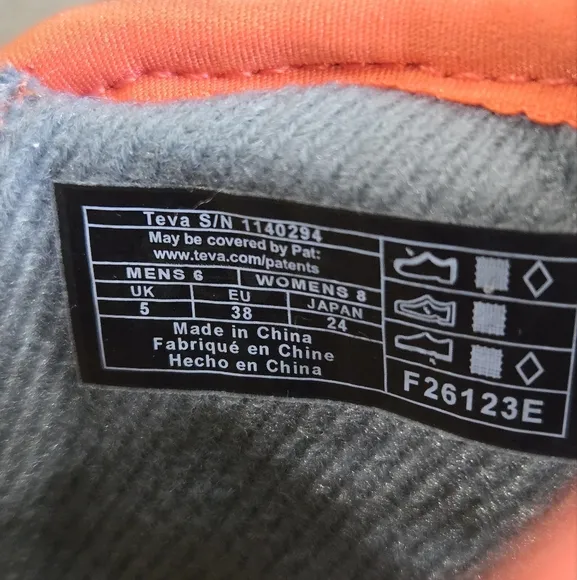 Teva S/N 1140294
May be covered by Pat:
www.teva.com/patents
MENS 6 WOMENS 8
UK EU JAPAN
5 38 24
Made in China
Fabriqué en Chine
Hecho en China
F26123E